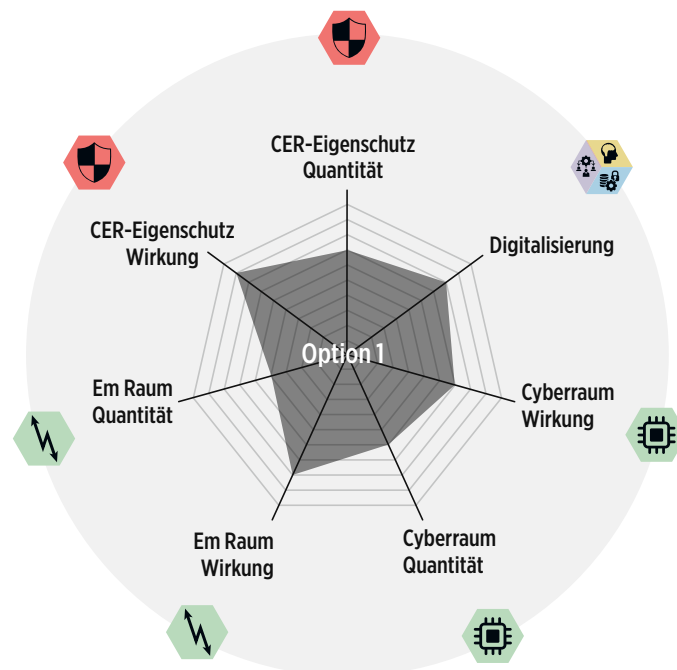 CER-Eigenschutz
Quantität
CER-Eigenschutz
Wirkung
Digitalisierung
Option 1
Em Raum
Quantität
Cyberraum
Wirkung
Em Raum
Wirkung
Cyberraum
Quantität